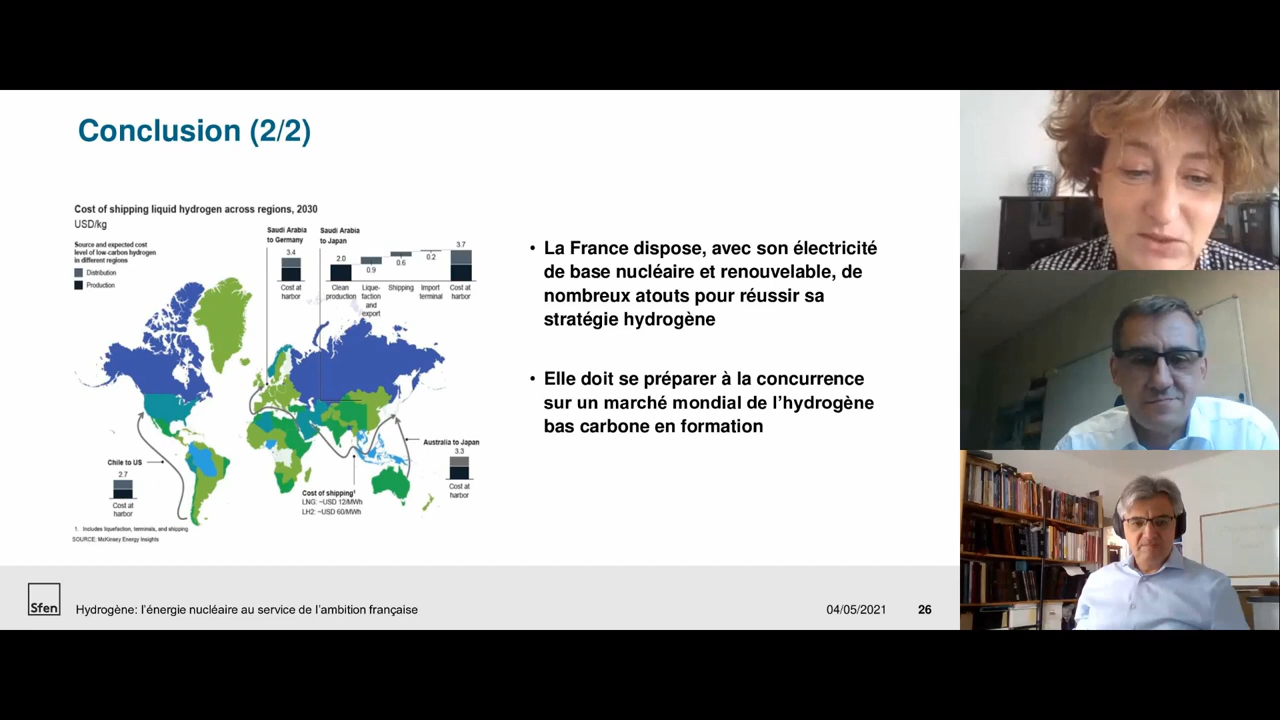 Conclusion (2/2)
Cost of shipping liquid hydrogen across regions, 2030
USD/kg
Source and expected cost
level of low-carbon hydrogen
in different regions
Distribution
Production
Saudi Arabia
to Germany
3.4
Cost at
harbor
Saudi Arabia
to Japan
2.0
0.9
0.6
0.2
3.7
Clean
production
Lique-
faction
and
export
Shipping
Import
terminal
Cost at
harbor
Chile to US
2.7
Cost at
harbor
Australia to Japan
3.3
Cost at
harbor
Cost of shipping¹
LNG: ~USD 12/MWh
LH2: ~USD 60/MWh
1. Includes liquefaction, terminals, and shipping
SOURCE: McKinsey Energy Insights
• La France dispose, avec son électricité
de base nucléaire et renouvelable, de
nombreux atouts pour réussir sa
stratégie hydrogène
• Elle doit se préparer à la concurrence
sur un marché mondial de l’hydrogène
bas carbone en formation
Sfen
Hydrogène: l’énergie nucléaire au service de l’ambition française
04/05/2021
26